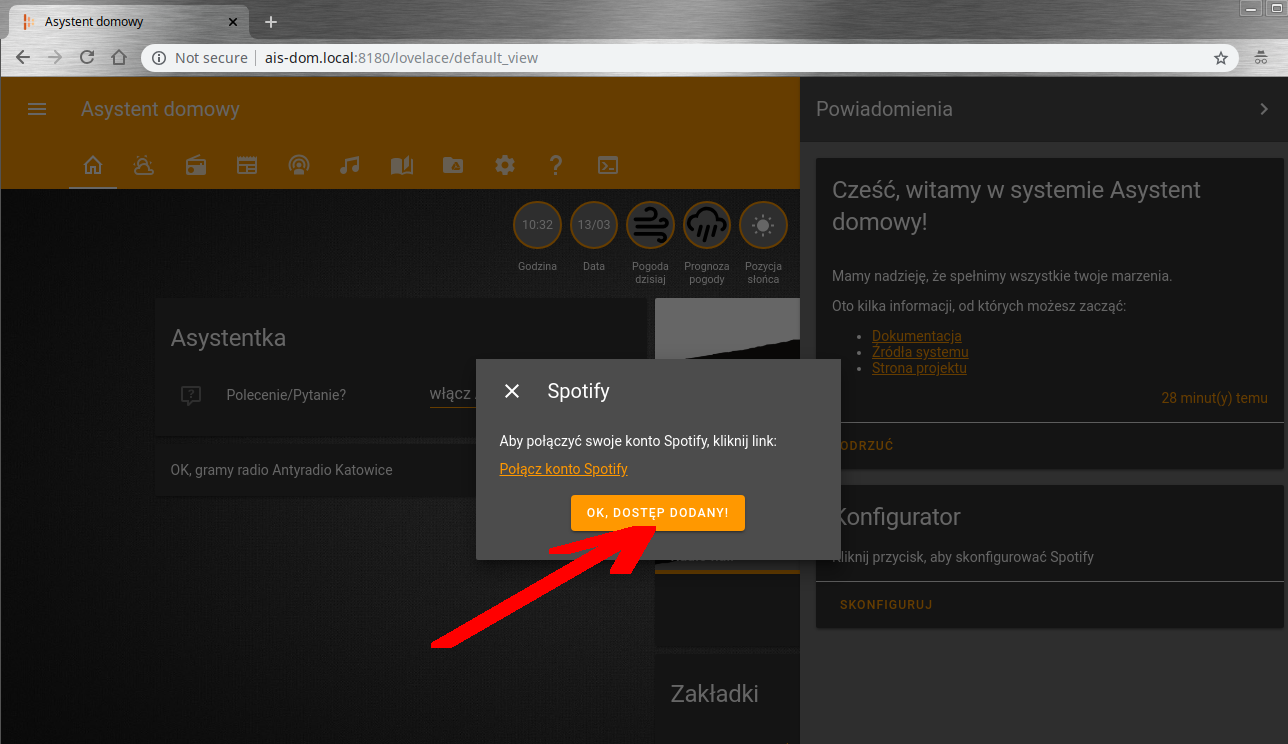 Asystent domowy
Not secure
ais-dom.local:8180/lovelace/default_view
Asystent domowy
10:32
13/03
Godzina
Data
Pogoda
dzisiaj
Prognoza
pogody
Pozycja
słońca
Asystentka
Polecenie/Pytanie?
włącz
OK, gramy radio Antyradio Katowice
Zakładki
Spotify
Aby połączyć swoje konto Spotify, kliknij link:
Połącz konto Spotify
OK, DOSTĘP DODANY!
Powiadomienia
Cześć, witamy w systemie Asystent
domowy!
Mamy nadzieję, że spełnimy wszystkie twoje marzenia.
Oto kilka informacji, od których możesz zacząć:
Dokumentacja
Źródła systemu
Strona projektu
28 minut(y) temu
ODRZUĆ
Konfigurator
Kliknij przycisk, aby skonfigurować Spotify
SKONFIGURUJ